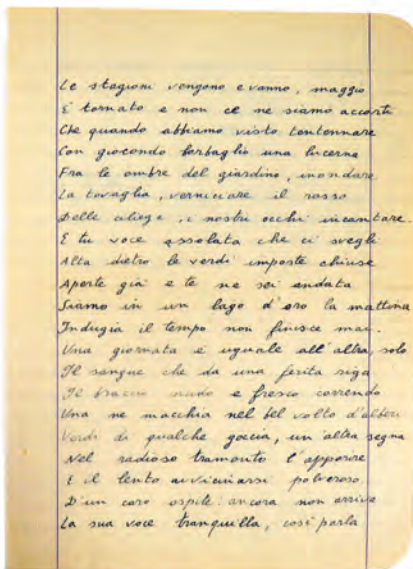 Le stagioni vengono e vanno, maggio
È tornato e non ce ne siamo accorti
Che quando abbiamo visto tentennare
Con giocondo barbaglio una lucerna
Fra le ombre del giardino, inondare
La tovaglia, verniciare il rosso
Delle ciliege, i nostri occhi incantare.
E tu voce assolata che ci svegli
Alta dietro le verdi imposte chiuse
Aperte già e te ne sei andata
Siamo in un lago d'oro la mattina
Indugia il tempo non finisce mai.
Una giornata è uguale all'altra, solo
Il sangue che da una ferita riga
Il braccio nudo e fresco correndo
Una ne macchia nel bel volto d'alberi
Verdi di qualche goccia, un'altra segna
Nel radioso tramonto l'apparire
E il lento avvicinarsi polveroso
D'un caro ospite: ancora non arriva
La sua voce tranquilla, così parla